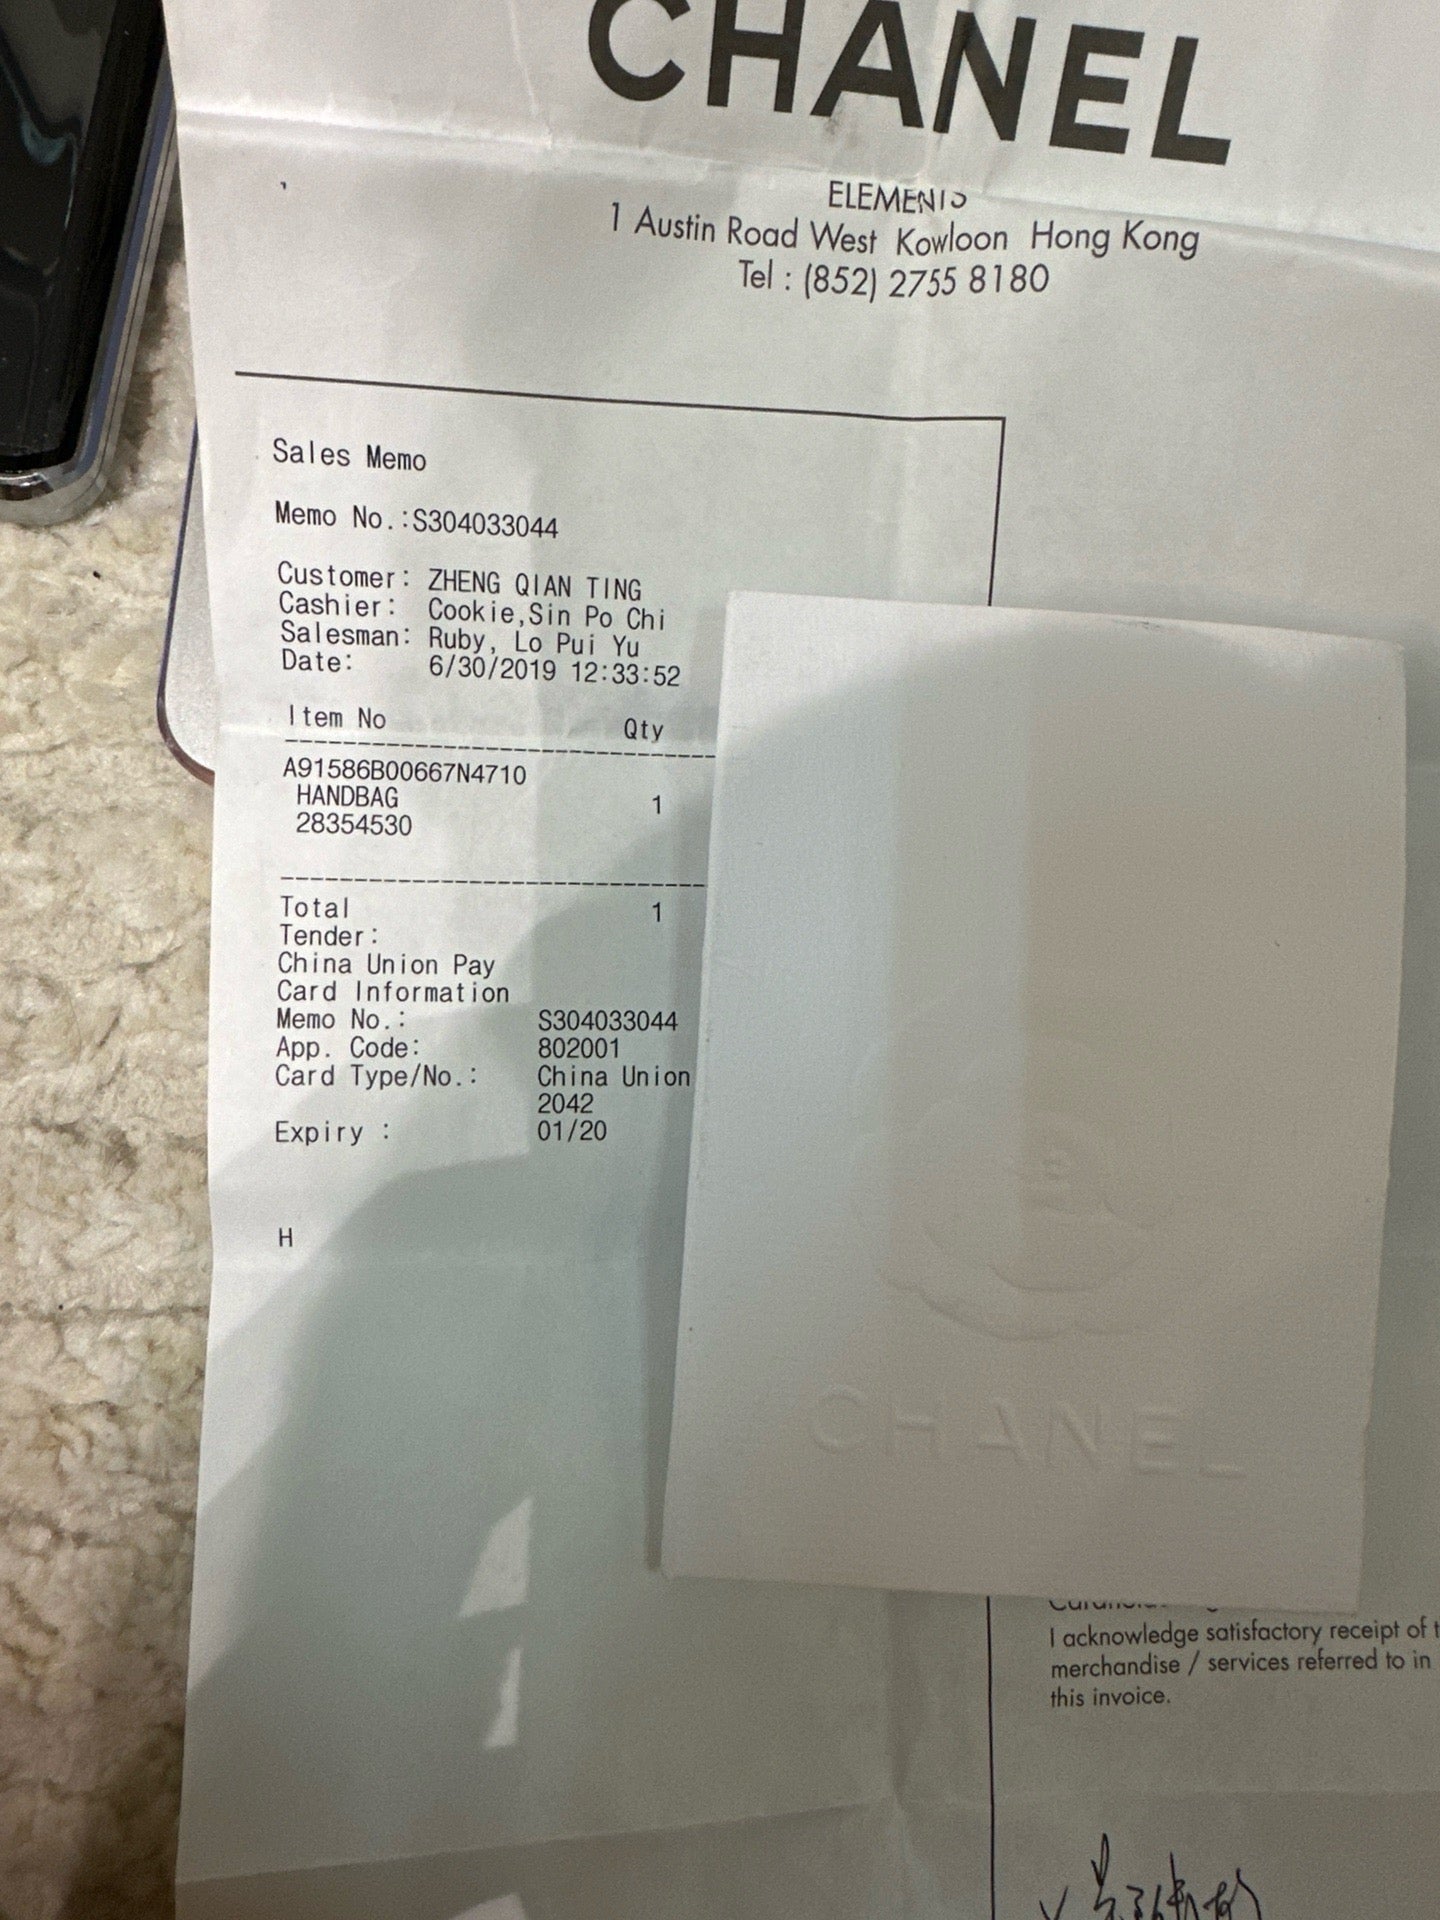 CHANEL
ELEMENTS
1 Austin Road West Kowloon Hong Kong
Tel : (852) 2755 8180
Sales Memo
Memo No.:S304033044
Customer: ZHENG QIAN TING
Cashier: Cookie,Sin Po Chi
Salesman: Ruby, Lo Pui Yu
Date: 6/30/2019 12:33:52
Item No Qty
A91586B00667N4710
HANDBAG 1
28354530
Total 1
Tender:
China Union Pay
Card Information
Memo No.: S304033044
App. Code: 802001
Card Type/No.: China Union
2042
Expiry : 01/20
H
CHANEL
I acknowledge satisfactory receipt of
merchandise / services referred to in
this invoice.